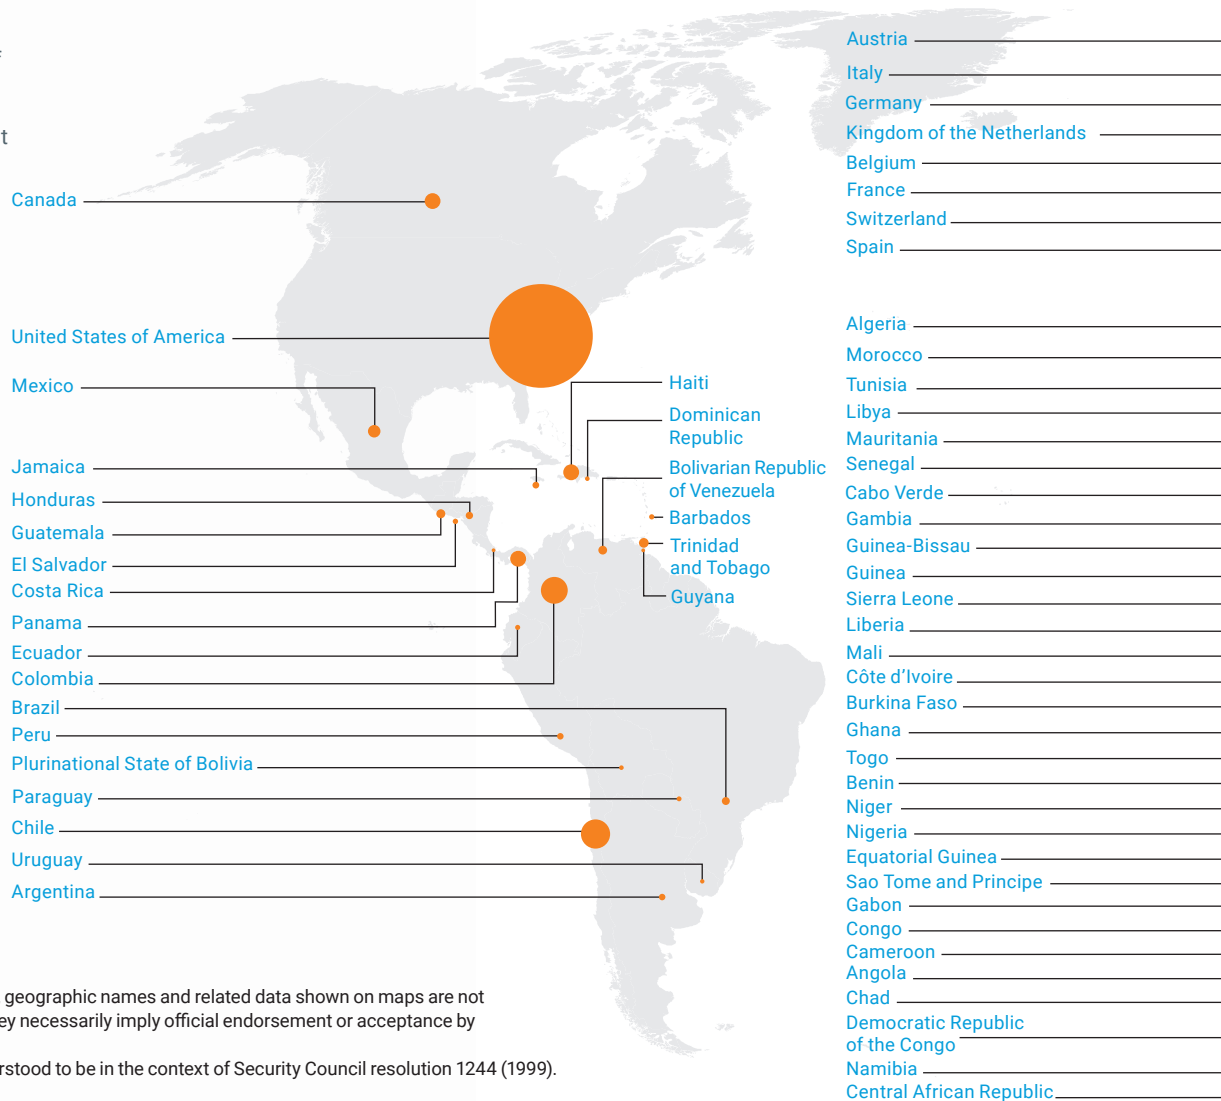 t
Canada
United States of America
Mexico
Jamaica
Honduras
Guatemala
El Salvador
Costa Rica
Panama
Ecuador
Colombia
Brazil
Peru
Plurinational State of Bolivia
Paraguay
Chile
Uruguay
Argentina
Haiti
Dominican
Republic
Bolivarian Republic
of Venezuela
Barbados
Trinidad
and Tobago
Guyana
Austria
Italy
Germany
Kingdom of the Netherlands
Belgium
France
Switzerland
Spain
Algeria
Morocco
Tunisia
Libya
Mauritania
Senegal
Cabo Verde
Gambia
Guinea-Bissau
Guinea
Sierra Leone
Liberia
Mali
Côte d’Ivoire
Burkina Faso
Ghana
Togo
Benin
Niger
Nigeria
Equatorial Guinea
Sao Tome and Principe
Gabon
Congo
Cameroon
Angola
Chad
Democratic Republic
of the Congo
Namibia
Central African Republic
geographic names and related data shown on maps are not
ey necessarily imply official endorsement or acceptance by
rstood to be in the context of Security Council resolution 1244 (1999).